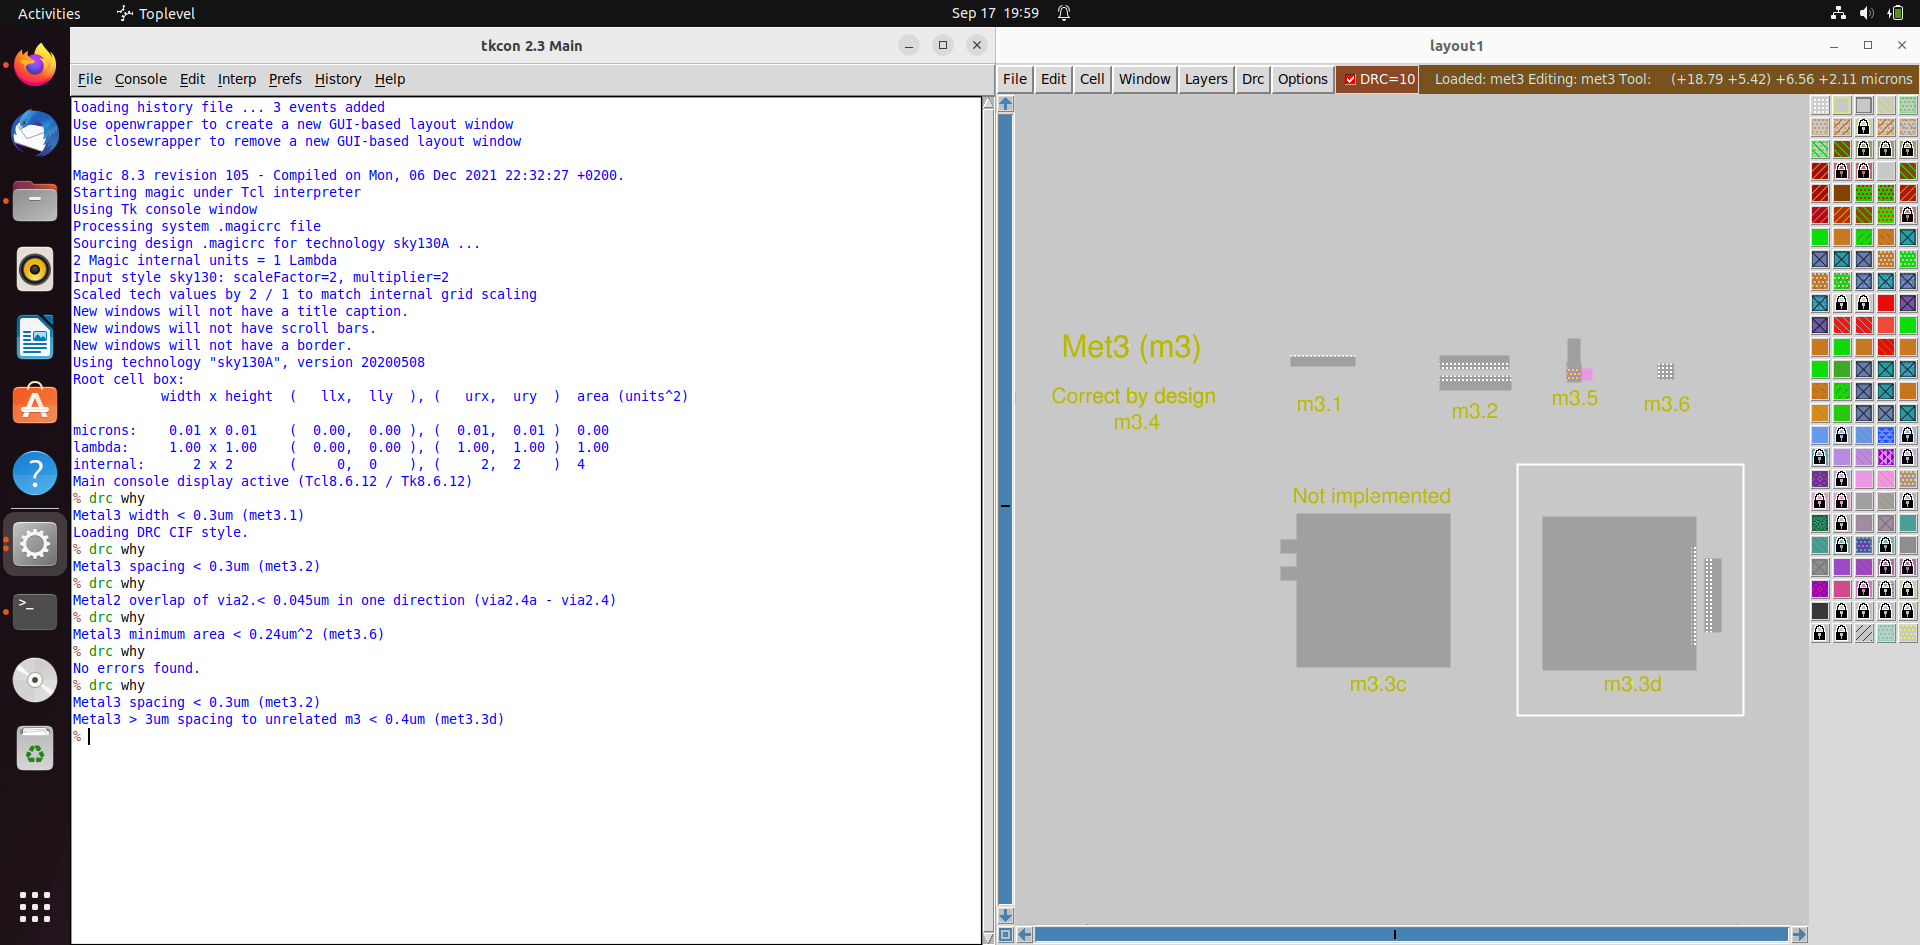 Activities
Toplevel
Sep 17 19:59
tkcon 2.3 Main
File Console Edit Interp Prefs History Help
loading history file ... 3 events added
Use openwrapper to create a new GUI-based layout window
Use closewrapper to remove a new GUI-based layout window
Magic 8.3 revision 105 - Compiled on Mon, 06 Dec 2021 22:32:27 +0200.
Starting magic under Tcl interpreter
Using Tk console window
Processing system .magicrc file
Sourcing design .magicrc for technology sky130A ...
2 Magic internal units = 1 Lambda
Input style sky130: scaleFactor=2, multiplier=2
Scaled tech values by 2 / 1 to match internal grid scaling
New windows will not have a title caption.
New windows will not have scroll bars.
New windows will not have a border.
Using technology "sky130A", version 20200508
Root cell box:
width x height ( llx, lly ), ( urx, ury ) area (units^2)
microns: 0.01 x 0.01 ( 0.00, 0.00 ), ( 0.01, 0.01 ) 0.00
lambda: 1.00 x 1.00 ( 0.00, 0.00 ), ( 1.00, 1.00 ) 1.00
internal: 2 x 2 ( 0, 0 ), ( 2, 2 ) 4
Main console display active (Tcl8.6.12 / Tk8.6.12)
% drc why
Metal3 width < 0.3um (met3.1)
Loading DRC CIF style.
% drc why
Metal3 spacing < 0.3um (met3.2)
% drc why
Metal2 overlap of via2.< 0.045um in one direction (via2.4a - via2.4)
% drc why
Metal3 minimum area < 0.24um^2 (met3.6)
% drc why
No errors found.
% drc why
Metal3 spacing < 0.3um (met3.2)
Metal3 > 3um spacing to unrelated m3 < 0.4um (met3.3d)
%
layout1
File Edit Cell Window Layers Drc Options DRC=10 Loaded: met3 Editing: met3 Tool: (+18.79 +5.42) +6.56 +2.11 microns
Met3 (m3)
Correct by design
m3.4
m3.1
m3.2
m3.5
m3.6
Not implemented
m3.3c
m3.3d